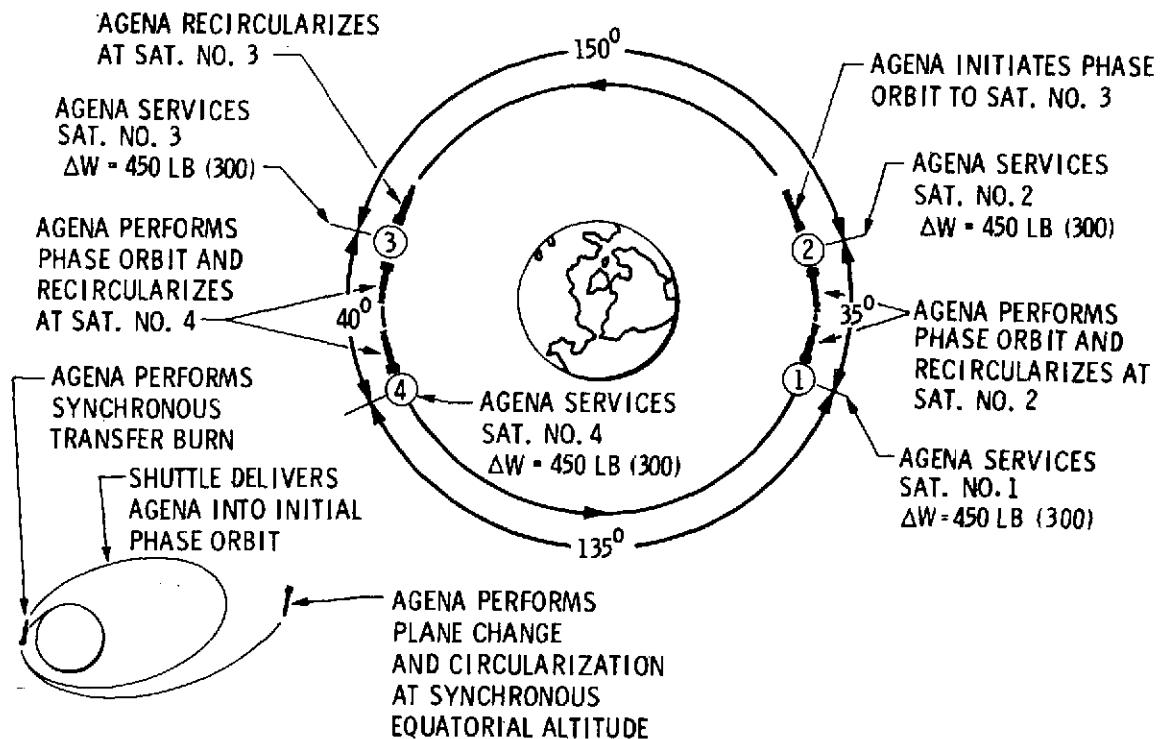 AGENA RECIRCULARIZES
AT SAT. NO. 3
150⁰
AGENA INITIATES PHASE
ORBIT TO SAT. NO. 3
AGENA SERVICES
SAT. NO. 3
ΔW = 450 LB (300)
AGENA SERVICES
SAT. NO. 2
ΔW = 450 LB (300)
3
2
AGENA PERFORMS
PHASE ORBIT AND
RECIRCULARIZES
AT SAT. NO. 4
40⁰
35⁰
AGENA PERFORMS
PHASE ORBIT AND
RECIRCULARIZES AT
SAT. NO. 2
4
1
AGENA PERFORMS
SYNCHRONOUS
TRANSFER BURN
AGENA SERVICES
SAT. NO. 4
ΔW = 450 LB (300)
AGENA SERVICES
SAT. NO. 1
ΔW = 450 LB (300)
SHUTTLE DELIVERS
AGENA INTO INITIAL
PHASE ORBIT
135⁰
AGENA PERFORMS
PLANE CHANGE
AND CIRCULARIZATION
AT SYNCHRONOUS
EQUATORIAL ALTITUDE